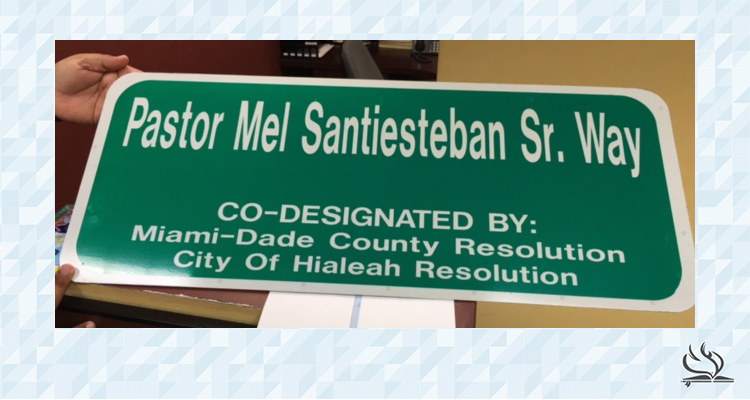 Pastor Mel Santiesteban Sr. Way
CO-DESIGNATED BY:
Miami-Dade County Resolution
City Of Hialeah Resolution